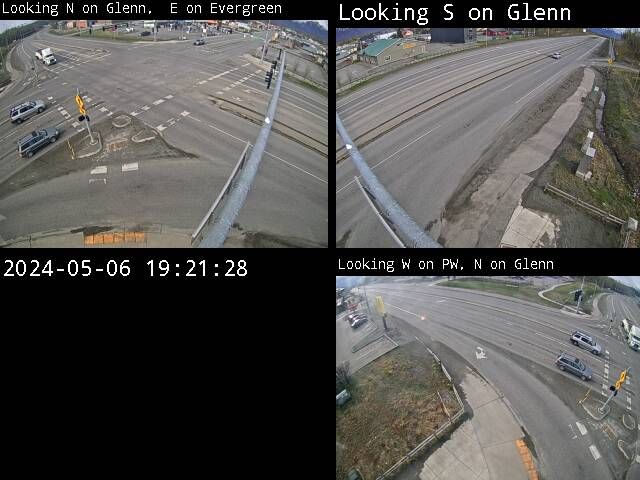 Looking N on Glenn,  E on Evergreen
Looking S on Glenn
2024-05-06 19:21:28
Looking W on PW, N on Glenn